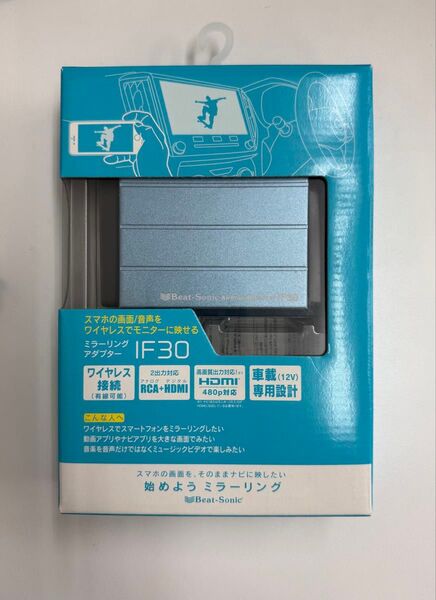 Beat-Sonic
スマホの画面/音声を
ワイヤレスでモニターに映せる
ミラーリング
アダプター IF30
ワイヤレス
接続
(有線可能)
2出力対応
アナログ デジタル
RCA+HDMI
高画質出力対応!
HDMI
480p対応
車載(12V)
専用設計
こんな人へ
ワイヤレスでスマートフォンをミラーリングしたい
動画アプリやナビアプリを大きな画面でみたい
音楽を音声だけではなくミュージックビデオで楽しみたい
スマホの画面を、そのままナビに映したい
始めよう ミラーリング
Beat-Sonic